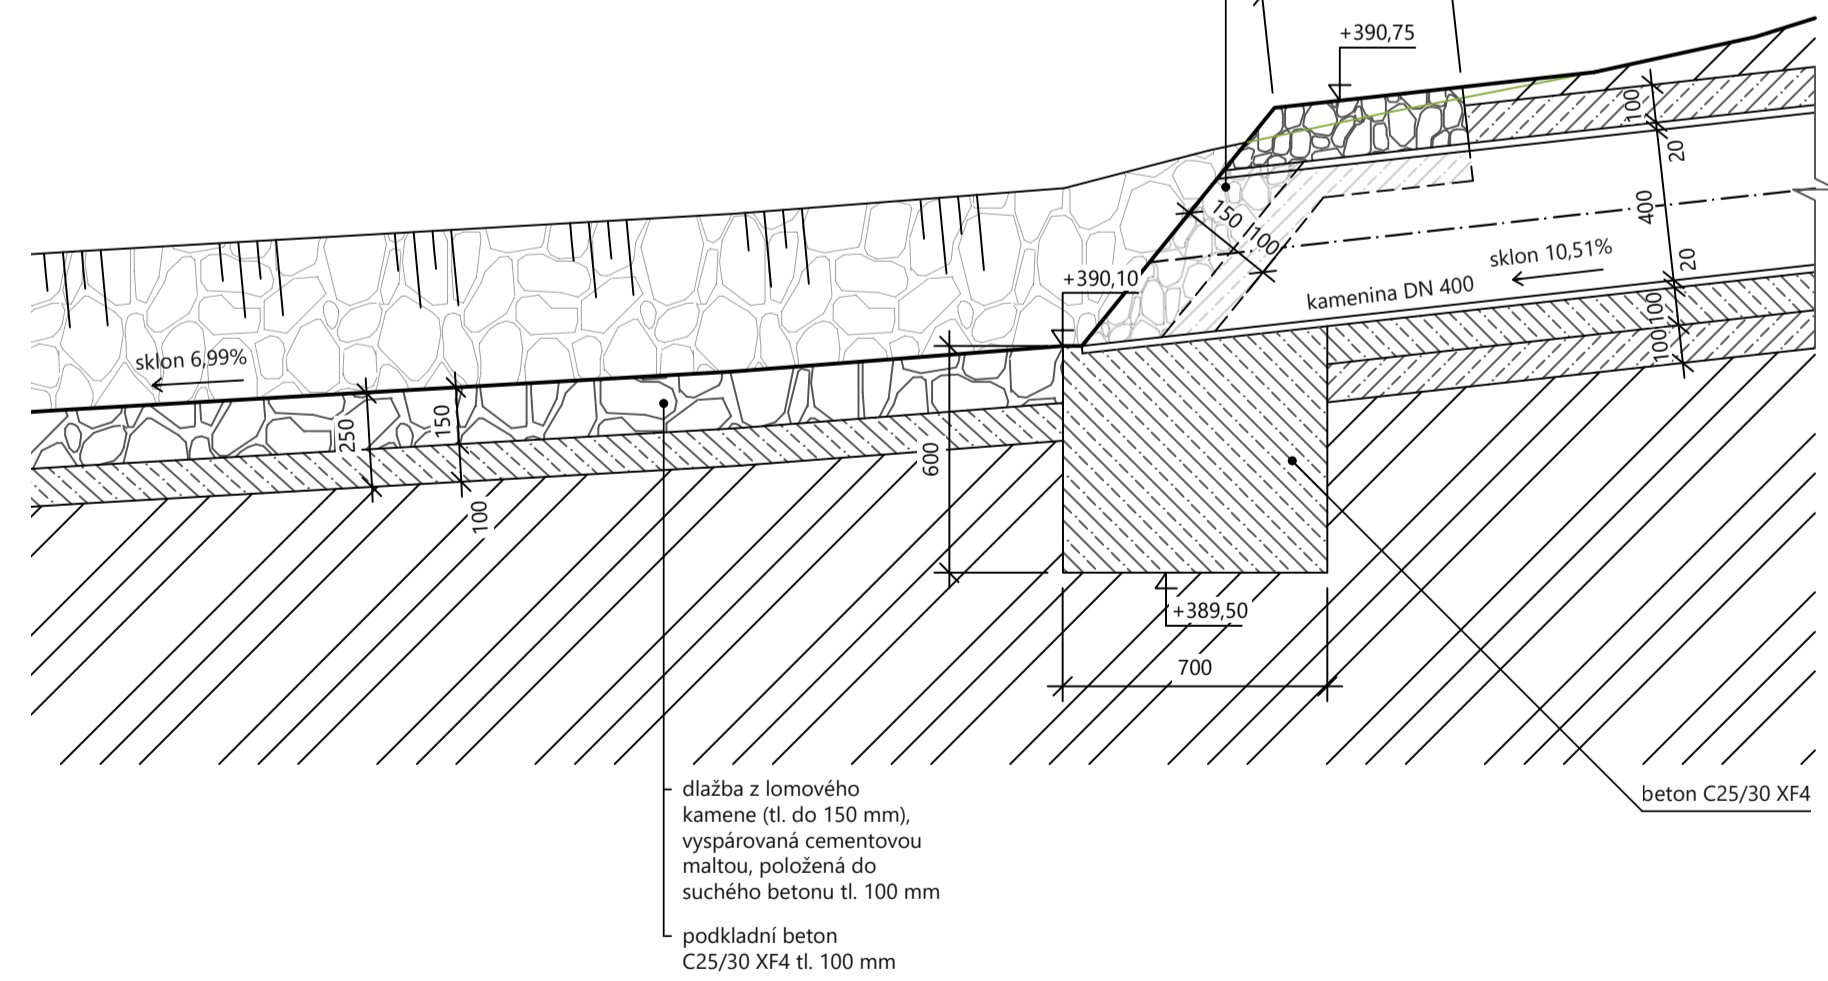 +390,75
100
20
400
20
100
100
150
100
sklon 10,51%
kamenina DN 400
+390,10
sklon 6,99%
250
150
100
600
+389,50
700
dlažba z lomového
kamene (tl. do 150 mm),
vyspárovaná cementovou
maltou, položená do
suchého betonu tl. 100 mm
podkladní beton
C25/30 XF4 tl. 100 mm
beton C25/30 XF4